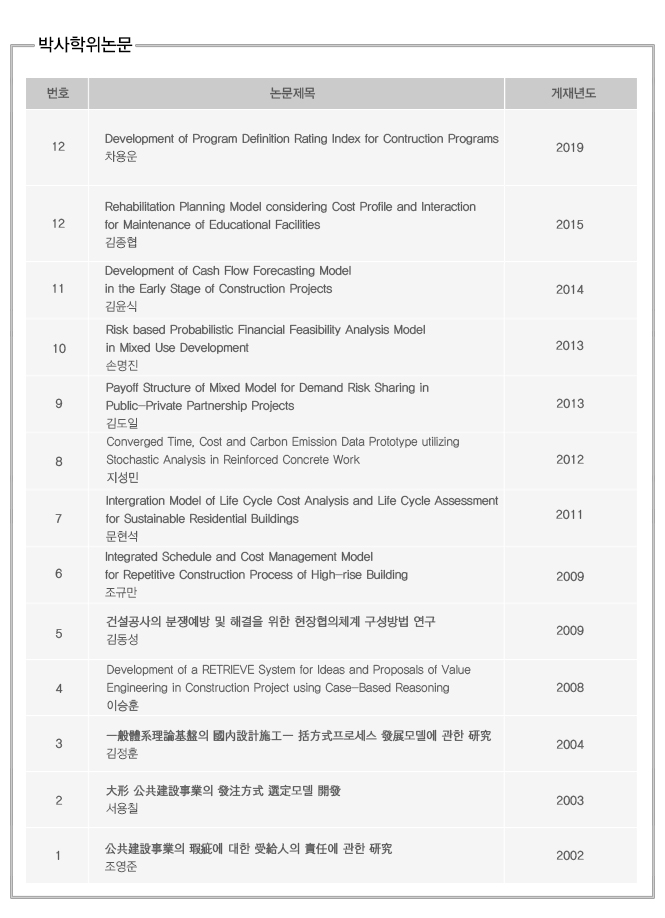 박사학위논문
번호 논문제목 게재년도
12 Development of Program Definition Rating Index for Contruction Programs 2019
차용운
12 Rehabilitation Planning Model considering Cost Profile and Interaction 2015
for Maintenance of Educational Facilities
김종협
11 Development of Cash Flow Forecasting Model 2014
in the Early Stage of Construction Projects
김윤식
10 Risk based Probabilistic Financial Feasibility Analysis Model 2013
in Mixed Use Development
손명진
9 Payoff Structure of Mixed Model for Demand Risk Sharing in 2013
Public-Private Partnership Projects
김도일
8 Converged Time, Cost and Carbon Emission Data Prototype utilizing 2012
Stochastic Analysis in Reinforced Concrete Work
지성민
7 Intergration Model of Life Cycle Cost Analysis and Life Cycle Assessment 2011
for Sustainable Residential Buildings
문현석
6 Integrated Schedule and Cost Management Model 2009
for Repetitive Construction Process of High-rise Building
조규만
5 건설공사의 분쟁예방 및 해결을 위한 현장협의체계 구성방법 연구 2009
김동성
4 Development of a RETRIEVE System for Ideas and Proposals of Value 2008
Engineering in Construction Project using Case-Based Reasoning
이승훈
3 一般體系理論基盤의 國內設計施工一 括方式프로세스 發展모델에 관한 研究 2004
김정훈
2 大形 公共建設事業의 發注方式 選定모델 開發 2003
서용칠
1 公共建設事業의 瑕疵에 대한 受給人의 責任에 관한 研究 2002
조영준